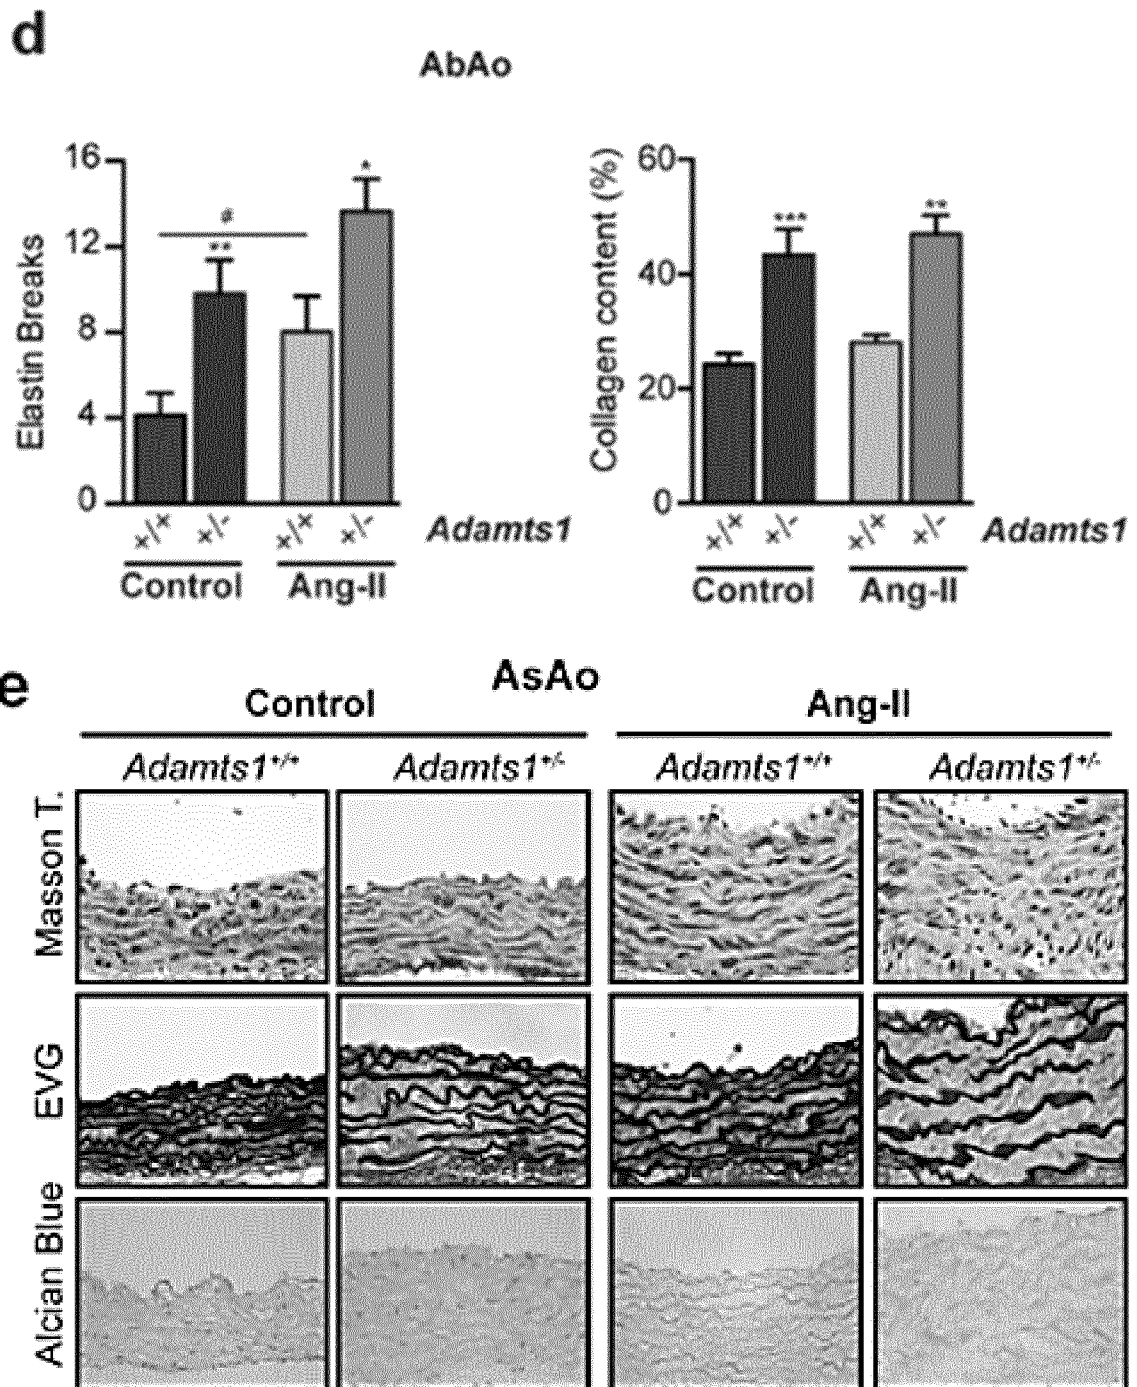 d
AbAo
Elastin Breaks
16
12
8
4
0
#
**
*
+/+
+/-
+/+
+/-
Adamts1
Control
Ang-II
Collagen content (%)
60
40
20
0
***
**
+/+
+/-
+/+
+/-
Adamts1
Control
Ang-II
e
AsAo
Control
Ang-II
Adamts1+/+
Adamts1+/-
Adamts1+/+
Adamts1+/-
Masson T.
EVG
Alcian Blue